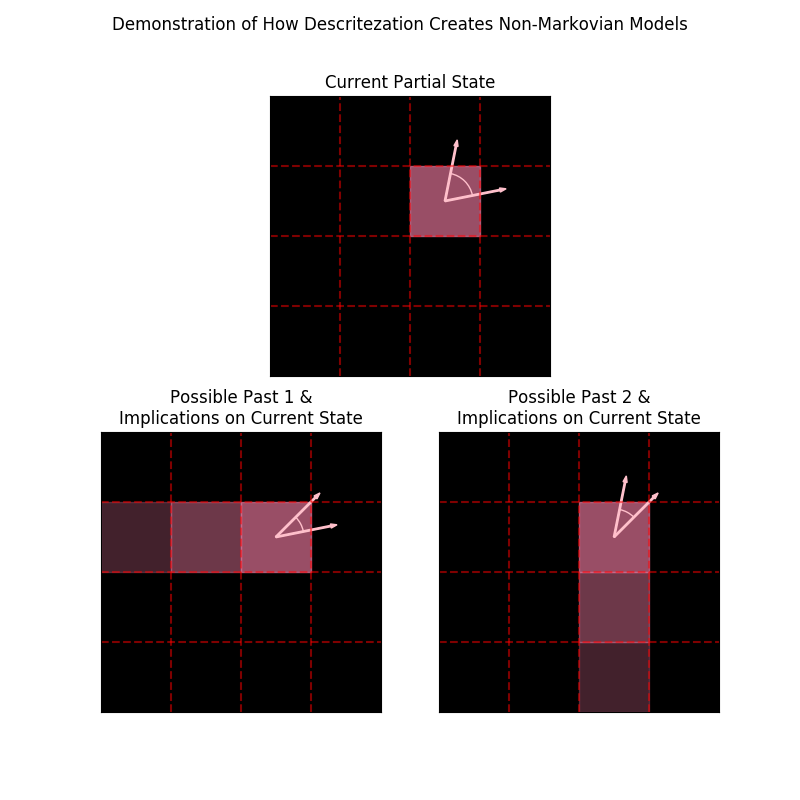 Demonstration of How Descritezation Creates Non-Markovian Models
Current Partial State
Possible Past 1 &
Implications on Current State
Possible Past 2 &
Implications on Current State